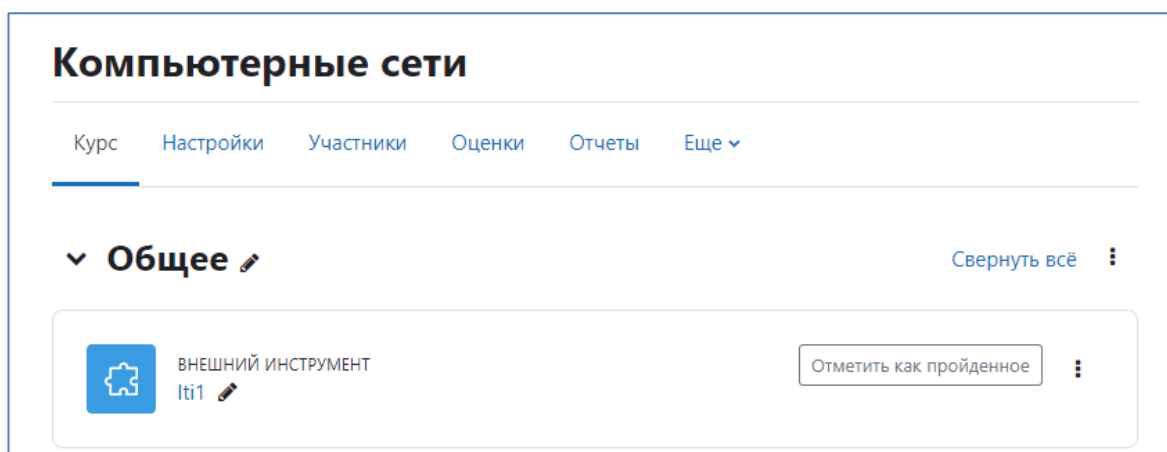 Компьютерные сети
Курс Настройки Участники Оценки Отчеты Еще
Общее Свернуть всё
ВНЕШНИЙ ИНСТРУМЕНТ
lti1
Отметить как пройденное